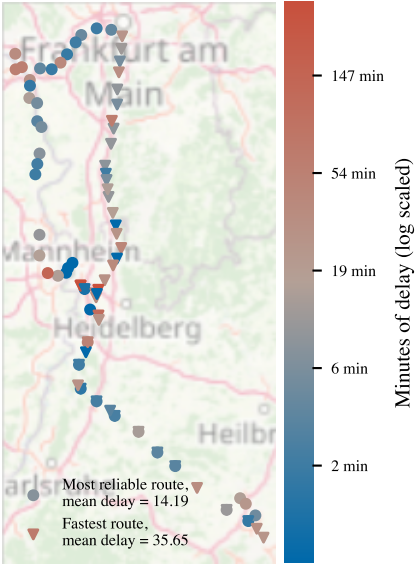 Frankfurt am
Main
Mannheim
Heidelberg
Heilbr
arlsruhe
Most reliable route,
mean delay = 14.19
Fastest route,
mean delay = 35.65
147 min
54 min
19 min
6 min
2 min
Minutes of delay (log scaled)